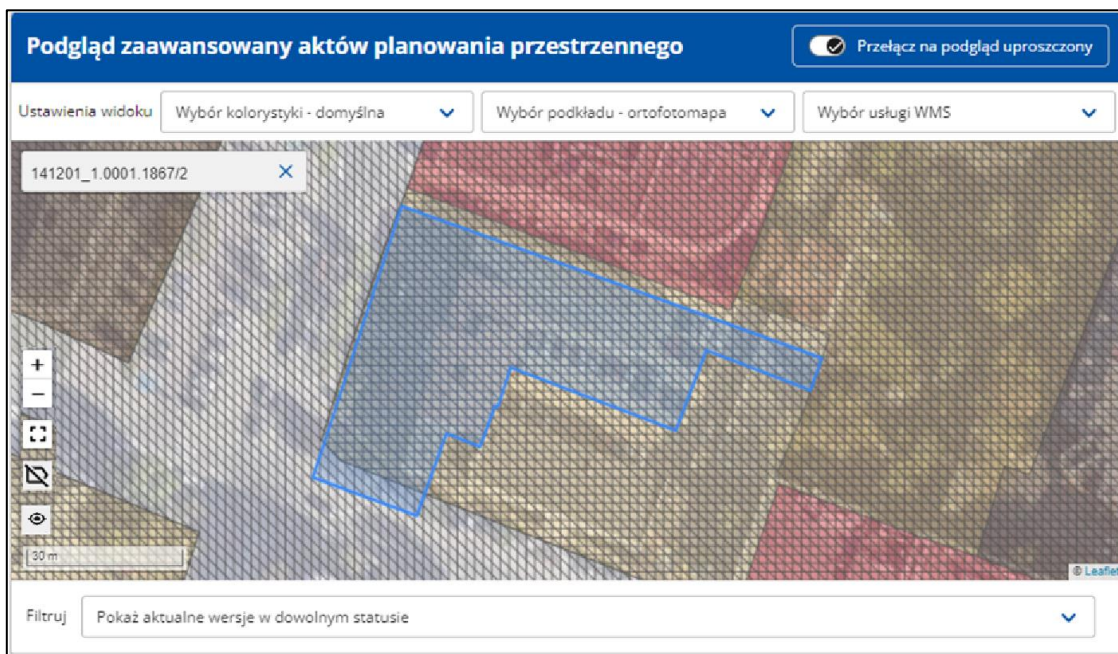 Podgląd zaawansowany aktów planowania przestrzennego
Przełącz na podgląd uproszczony
Ustawienia widoku
Wybór kolorystyki - domyślna
Wybór podkładu - ortofotomapa
Wybór usługi WMS
141201_1.0001.1867/2
+
−
30 m
© Leaflet
Filtruj
Pokaż aktualne wersje w dowolnym statusie